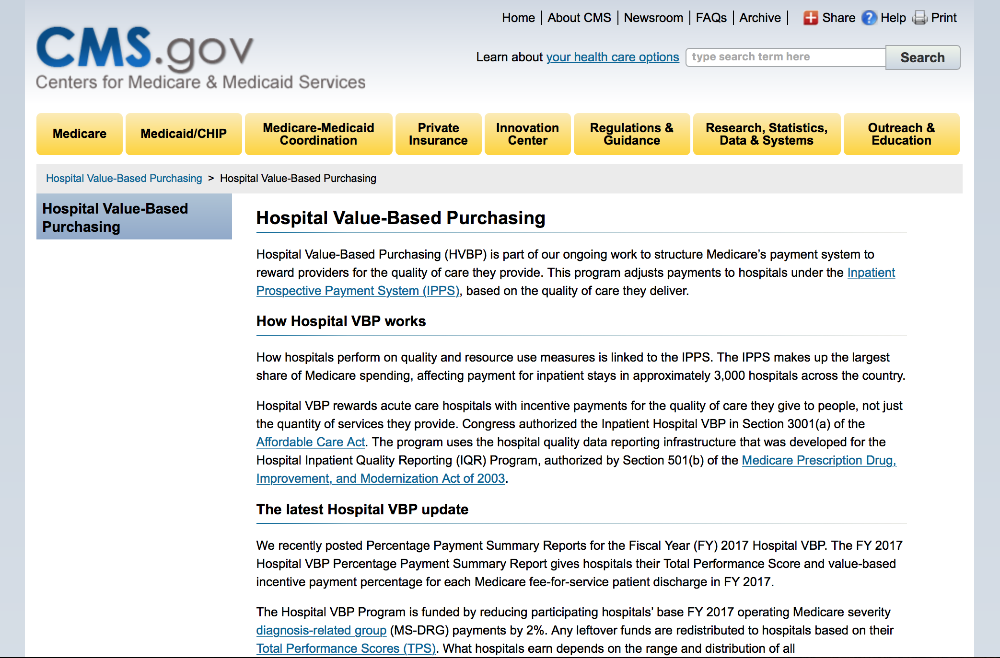 Home | About CMS | Newsroom | FAQs | Archive | Share Help Print
CMS.gov
Centers for Medicare & Medicaid Services
Learn about your health care options type search term here Search
Medicare
Medicaid/CHIP
Medicare-Medicaid
Coordination
Private
Insurance
Innovation
Center
Regulations &
Guidance
Research, Statistics,
Data & Systems
Outreach &
Education
Hospital Value-Based Purchasing > Hospital Value-Based Purchasing
Hospital Value-Based
Purchasing
Hospital Value-Based Purchasing
Hospital Value-Based Purchasing (HVBP) is part of our ongoing work to structure Medicare’s payment system to
reward providers for the quality of care they provide. This program adjusts payments to hospitals under the Inpatient
Prospective Payment System (IPPS), based on the quality of care they deliver.
How Hospital VBP works
How hospitals perform on quality and resource use measures is linked to the IPPS. The IPPS makes up the largest
share of Medicare spending, affecting payment for inpatient stays in approximately 3,000 hospitals across the country.
Hospital VBP rewards acute care hospitals with incentive payments for the quality of care they give to people, not just
the quantity of services they provide. Congress authorized the Inpatient Hospital VBP in Section 3001(a) of the
Affordable Care Act. The program uses the hospital quality data reporting infrastructure that was developed for the
Hospital Inpatient Quality Reporting (IQR) Program, authorized by Section 501(b) of the Medicare Prescription Drug,
Improvement, and Modernization Act of 2003.
The latest Hospital VBP update
We recently posted Percentage Payment Summary Reports for the Fiscal Year (FY) 2017 Hospital VBP. The FY 2017
Hospital VBP Percentage Payment Summary Report gives hospitals their Total Performance Score and value-based
incentive payment percentage for each Medicare fee-for-service patient discharge in FY 2017.
The Hospital VBP Program is funded by reducing participating hospitals’ base FY 2017 operating Medicare severity
diagnosis-related group (MS-DRG) payments by 2%. Any leftover funds are redistributed to hospitals based on their
Total Performance Scores (TPS). What hospitals earn depends on the range and distribution of all